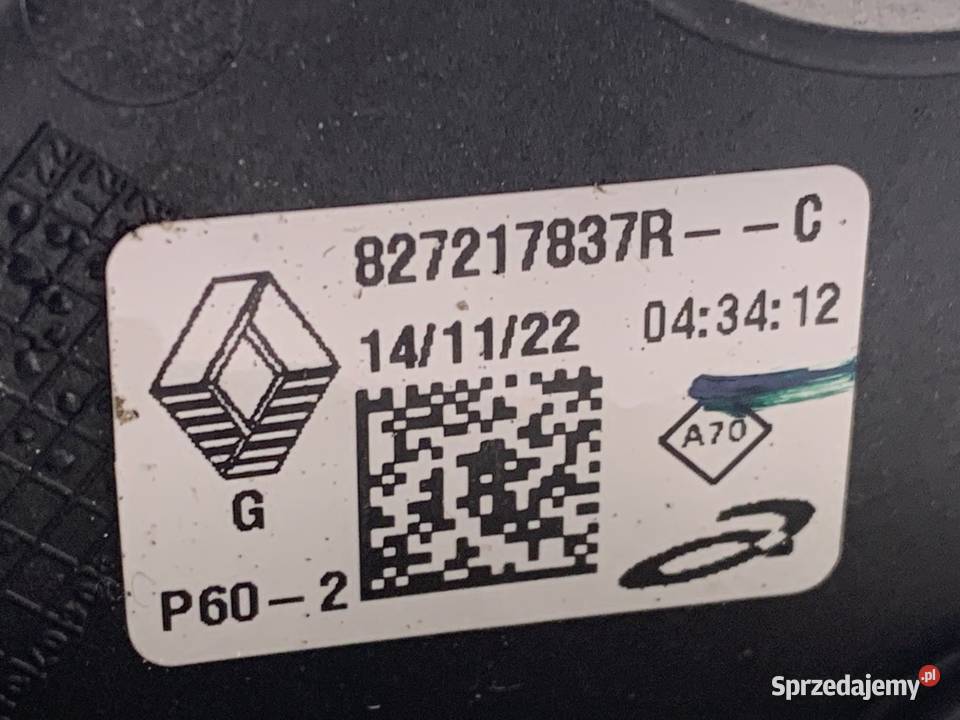 827217837R--C
14/11/22 04:34:12
A70
G
P60-2
Sprzedajemy.pl